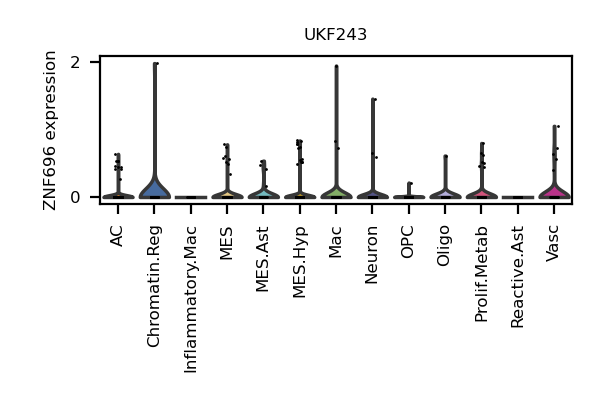 UKF243
ZNF696 expression
2
0
AC
Chromatin.Reg
Inflammatory.Mac
MES
MES.Ast
MES.Hyp
Mac
Neuron
OPC
Oligo
Prolif.Metab
Reactive.Ast
Vasc